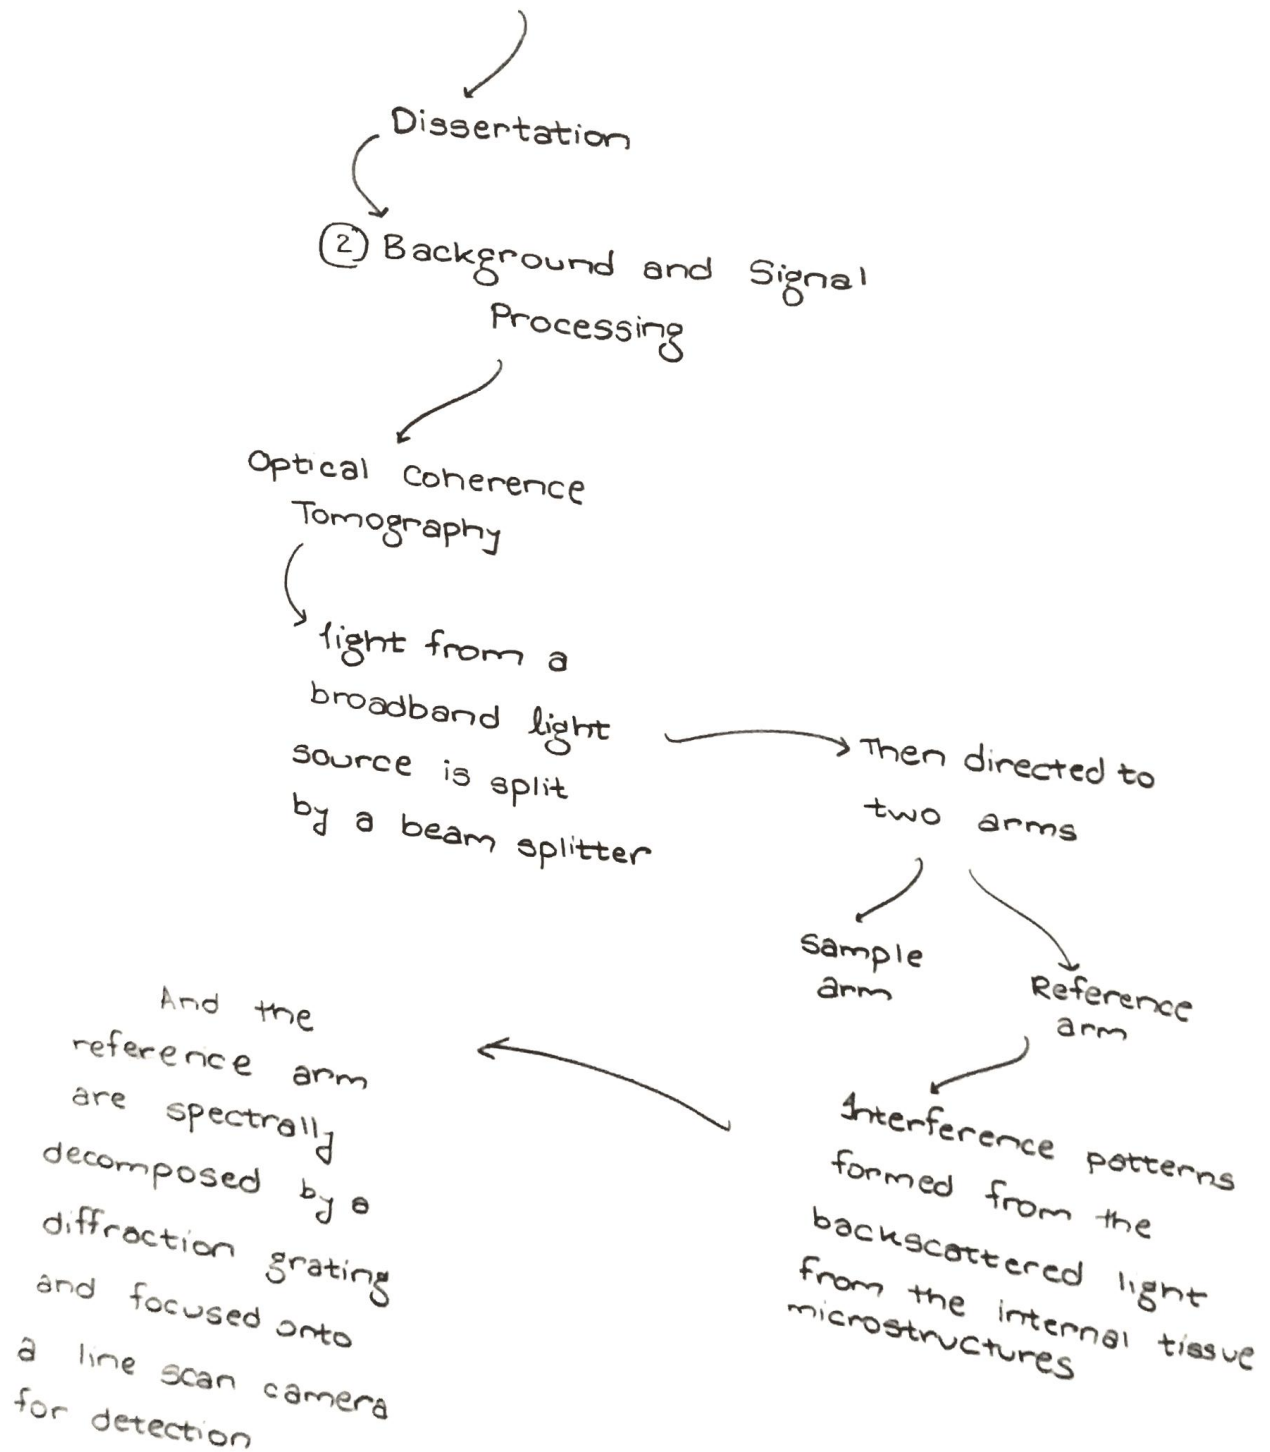 Dissertation
② Background and Signal
Processing
Optical Coherence
Tomography
light from a
broadband light
source is split
by a beam splitter
Then directed to
two arms
Sample
arm
Reference
arm
Interference patterns
formed from the
backscattered light
from the internal tissue
microstructures
And the
reference arm
are spectrally
decomposed by a
diffraction grating
and focused onto
a line scan camera
for detection